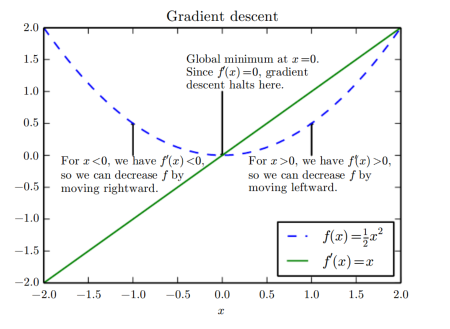 Gradient descent
2.0
1.5
1.0
0.5
0.0
−0.5
−1.0
−1.5
−2.0
Global minimum at x=0.
Since f′(x)=0, gradient
descent halts here.
For x<0, we have f′(x)<0,
so we can decrease f by
moving rightward.
For x>0, we have f′(x)>0,
so we can decrease f by
moving leftward.
f(x)=½x²
f′(x)=x
−2.0 −1.5 −1.0 −0.5 0.0 0.5 1.0 1.5 2.0
x